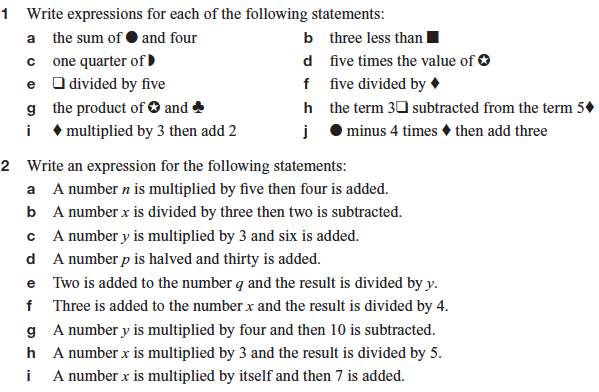 1 Write expressions for each of the following statements:
a the sum of ● and four b three less than ■
c one quarter of ◗ d five times the value of ✪
e ❑ divided by five f five divided by ♦
g the product of ✪ and ♣ h the term 3❑ subtracted from the term 5♦
i ♦ multiplied by 3 then add 2 j ● minus 4 times ♦ then add three
2 Write an expression for the following statements:
a A number n is multiplied by five then four is added.
b A number x is divided by three then two is subtracted.
c A number y is multiplied by 3 and six is added.
d A number p is halved and thirty is added.
e Two is added to the number q and the result is divided by y.
f Three is added to the number x and the result is divided by 4.
g A number y is multiplied by four and then 10 is subtracted.
h A number x is multiplied by 3 and the result is divided by 5.
i A number x is multiplied by itself and then 7 is added.